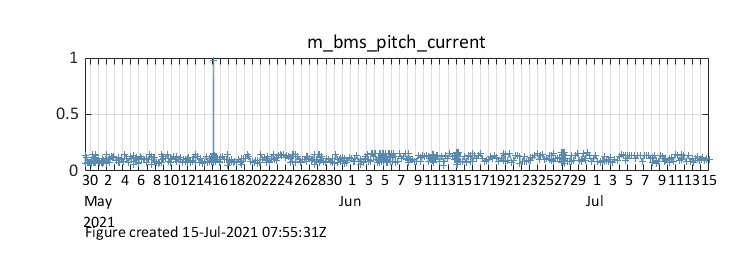 m_bms_pitch_current
1
0.5
0
30 2 4 6 8 10 12 14 16 18 20 22 24 26 28 30 1 3 5 7 9 11 13 15 17 19 21 23 25 27 29 1 3 5 7 9 11 13 15
May Jun Jul
2021
Figure created 15-Jul-2021 07:55:31Z